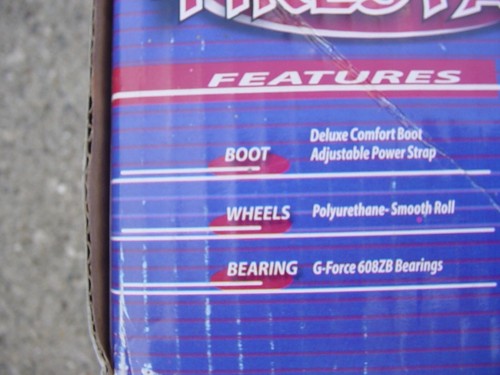 FEATURES
BOOT Deluxe Comfort Boot
Adjustable Power Strap
WHEELS Polyurethane- Smooth Roll
BEARING G-Force 608ZB Bearings